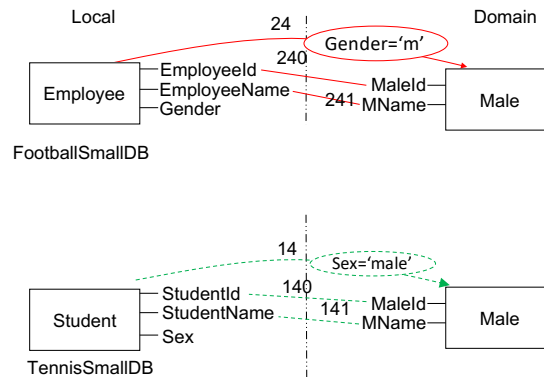 Local
Domain
24
Gender=‘m’
240
EmployeeId
Employee
EmployeeName
MaleId
Male
241
MName
Gender
FootballSmallDB
14
Sex=‘male’
140
StudentId
Student
StudentName
141
MaleId
Male
MName
Sex
TennisSmallDB